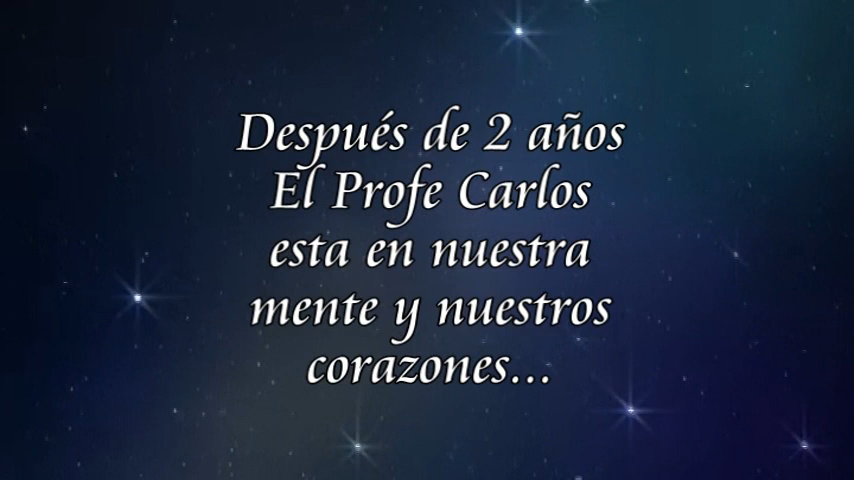 Después de 2 años
El Profe Carlos
esta en nuestra
mente y nuestros
corazones...